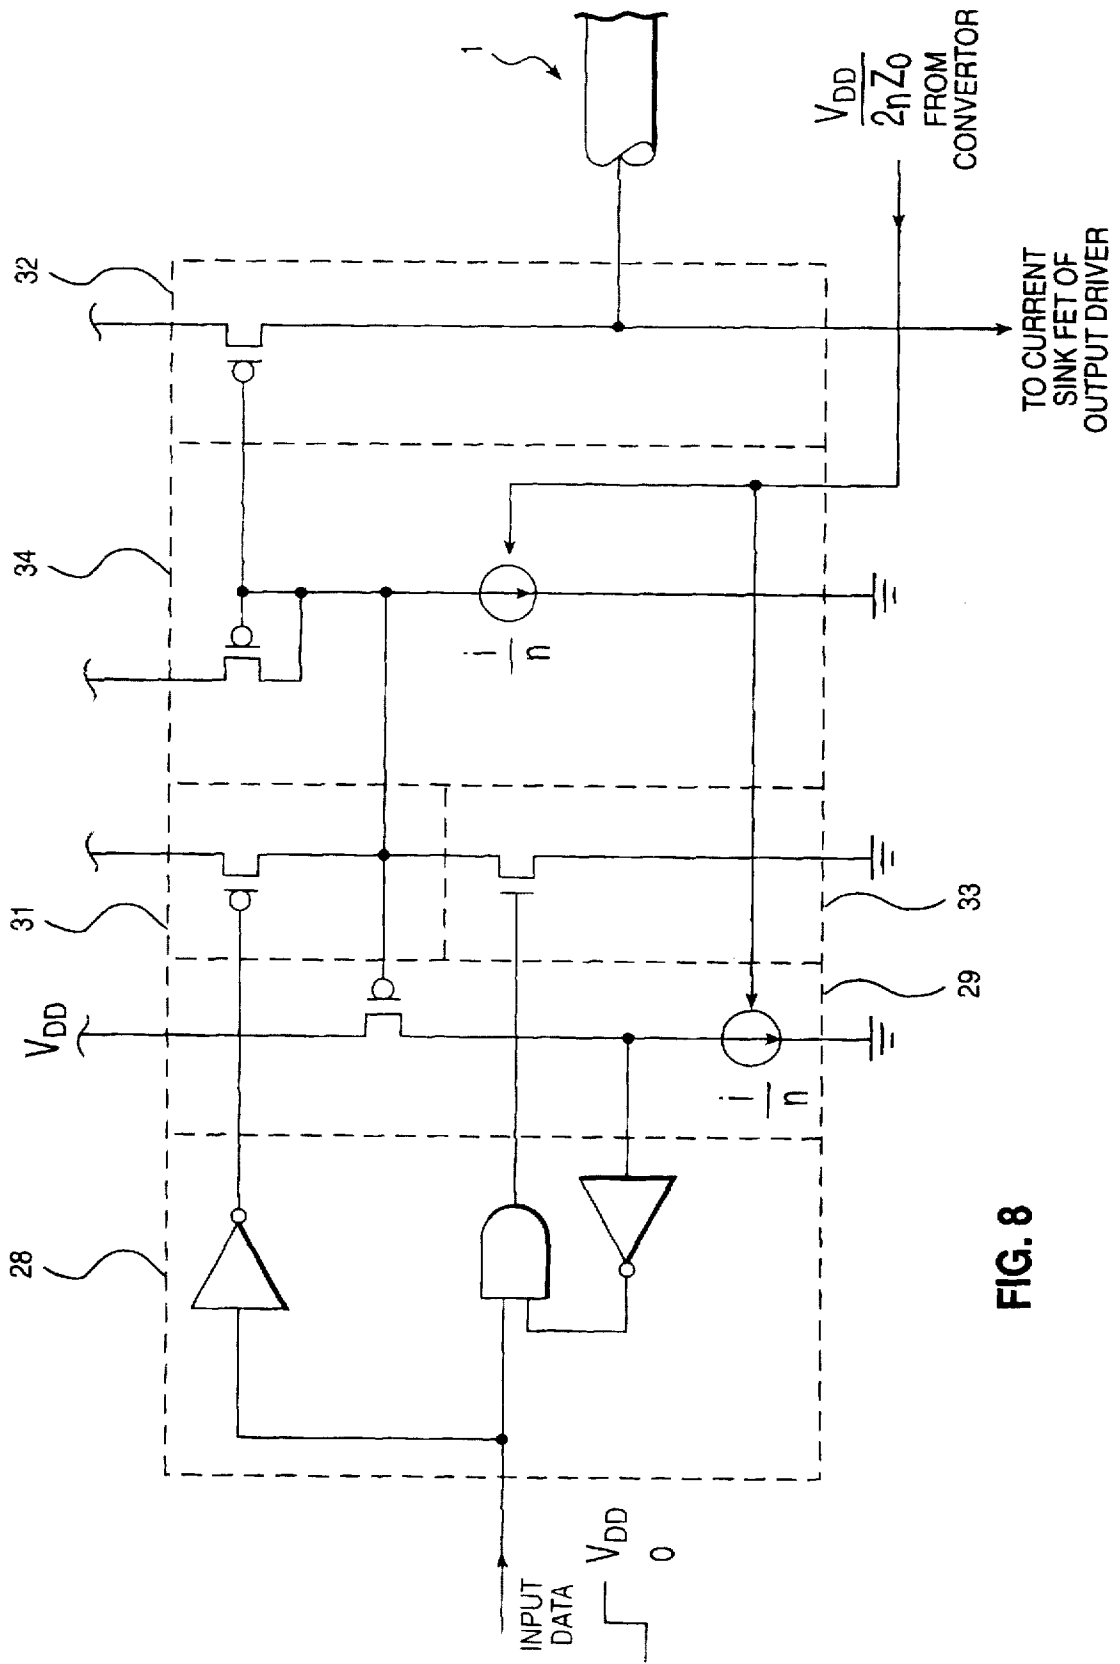 32
34
31
28
1
V_DD
i
n
i
n
V_DD
2nZ_0
FROM
CONVERTOR
TO CURRENT
SINK FET OF
OUTPUT DRIVER
33
29
INPUT
DATA
V_DD
0
FIG. 8